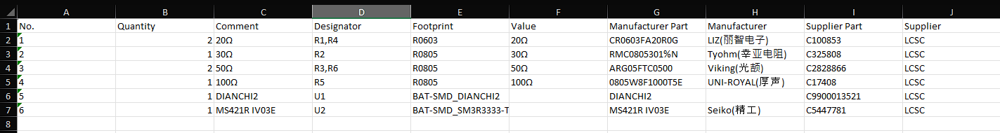 A B C D E F G H I J
1 No. Quantity Comment Designator Footprint Value Manufacturer Part Manufacturer Supplier Part Supplier
2 1 2 20Ω R1,R4 R0603 20Ω CR0603FA20R0G LIZ(丽智电子) C100853 LCSC
3 2 1 30Ω R2 R0805 30Ω RMC0805301%N Tyohm(幸亚电阻) C325808 LCSC
4 3 2 50Ω R3,R6 R0805 50Ω ARG05FTC0500 Viking(光颉) C2828866 LCSC
5 4 1 100Ω R5 R0805 100Ω 0805W8F1000T5E UNI-ROYAL(厚声) C17408 LCSC
6 5 1 DIANCHI2 U1 BAT-SMD_DIANCHI2 DIANCHI2 C9900013521 LCSC
7 6 1 MS421R IV03E U2 BAT-SMD_SM3R3333-T MS421R IV03E Seiko(精工) C5447781 LCSC
8